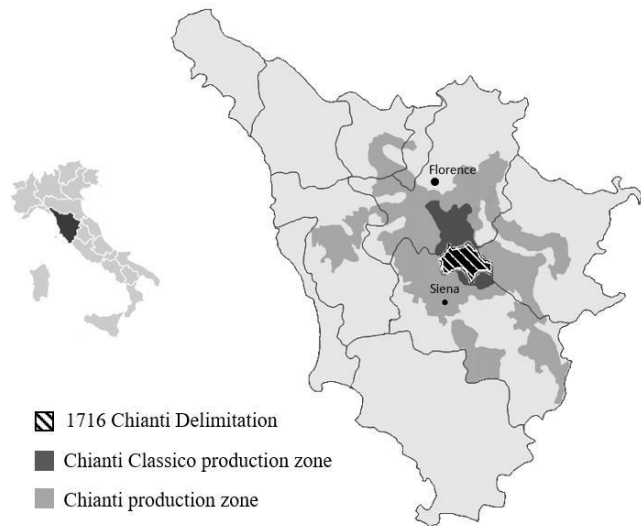 Florence
Siena
1716 Chianti Delimitation
Chianti Classico production zone
Chianti production zone